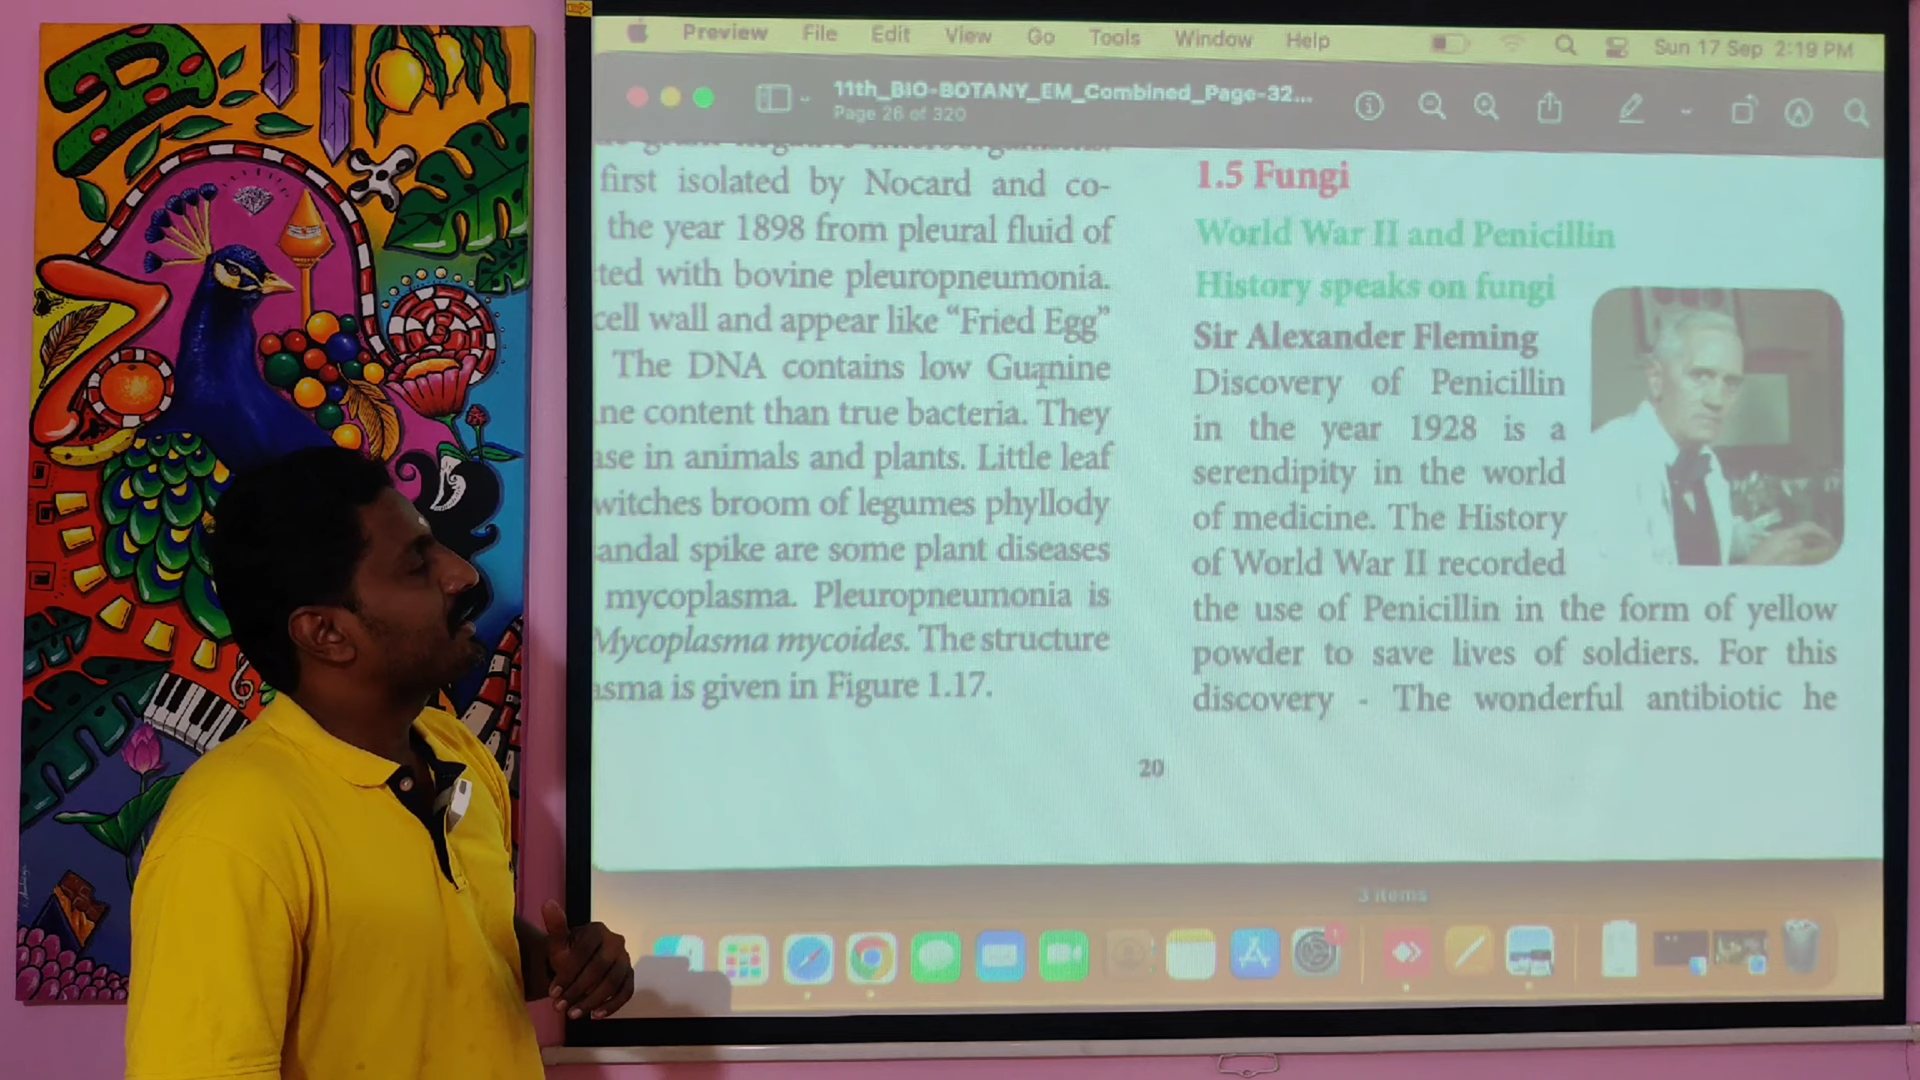 Preview File Edit View Go Tools Window Help Sun 17 Sep 2:19 PM
11th_BIO-BOTANY_EM_Combined_Page-32...
Page 26 of 320
first isolated by Nocard and co-
the year 1898 from pleural fluid of
ted with bovine pleuropneumonia.
cell wall and appear like “Fried Egg”
The DNA contains low Guanine
ne content than true bacteria. They
ase in animals and plants. Little leaf
witches broom of legumes phyllody
andal spike are some plant diseases
mycoplasma. Pleuropneumonia is
Mycoplasma mycoides. The structure
asma is given in Figure 1.17.
1.5 Fungi
World War II and Penicillin
History speaks on fungi
Sir Alexander Fleming
Discovery of Penicillin
in the year 1928 is a
serendipity in the world
of medicine. The History
of World War II recorded
the use of Penicillin in the form of yellow
powder to save lives of soldiers. For this
discovery - The wonderful antibiotic he
20
3 items